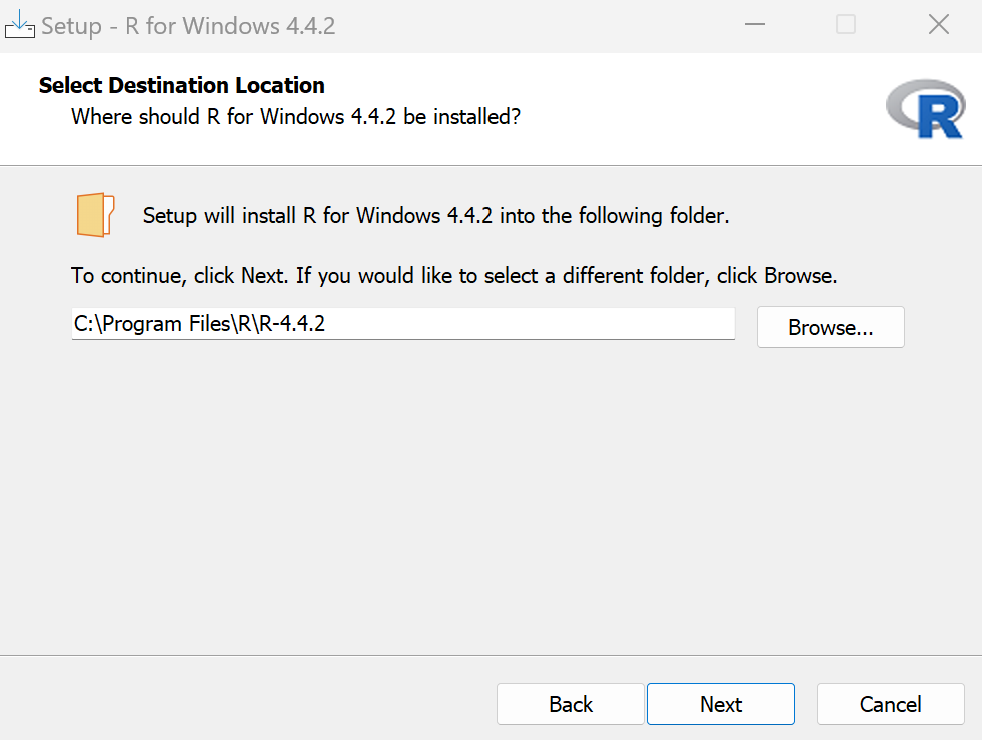 Setup - R for Windows 4.4.2
Select Destination Location
Where should R for Windows 4.4.2 be installed?
R
Setup will install R for Windows 4.4.2 into the following folder.
To continue, click Next. If you would like to select a different folder, click Browse.
C:\Program Files\R\R-4.4.2
Browse...
Back
Next
Cancel